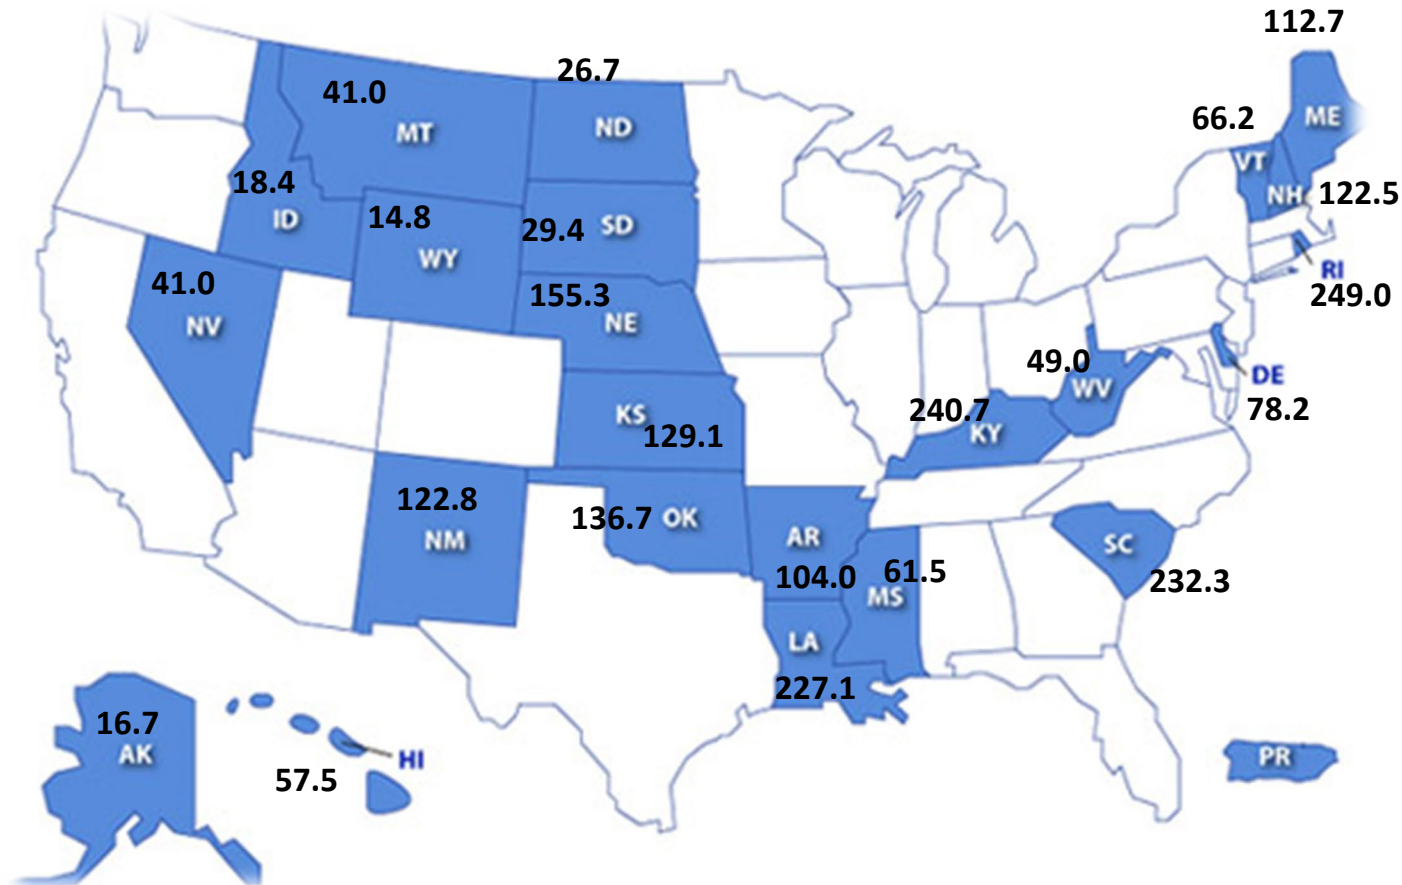 112.7
26.7
41.0
MT
ND
66.2
ME
VT
18.4
ID
14.8
WY
29.4
SD
NH
122.5
RI
249.0
41.0
NV
155.3
NE
49.0
WV
DE
78.2
KS
129.1
240.7
KY
122.8
NM
136.7
OK
AR
104.0
61.5
MS
SC
232.3
LA
227.1
16.7
AK
HI
57.5
PR